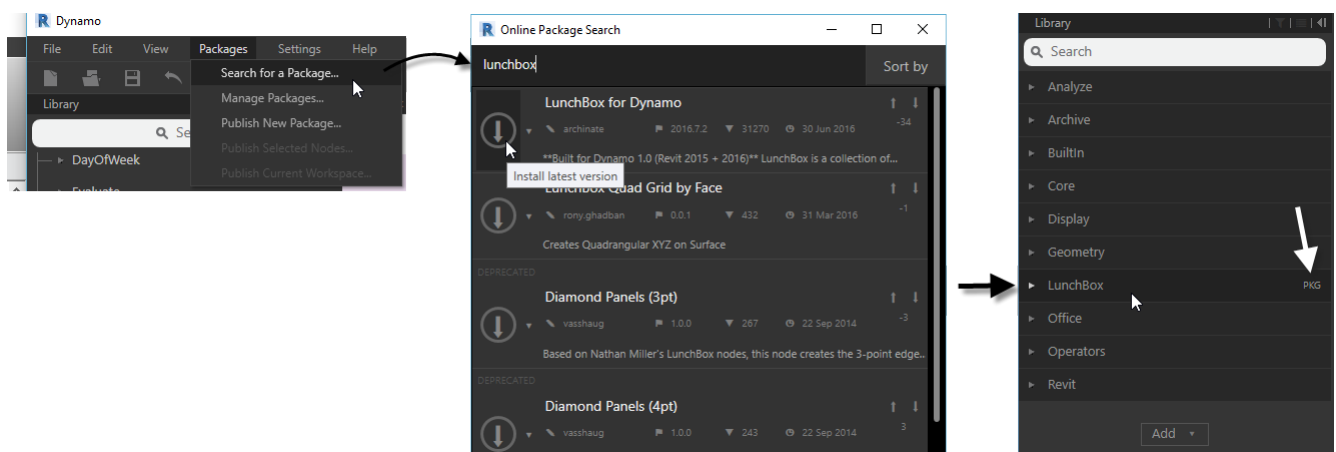 Dynamo
File Edit View Packages Settings Help
Search for a Package...
Manage Packages...
Library
Publish New Package...
Se
Publish Selected Nodes...
DayOfWeek
Publish Current Workspace...
Evaluate
Online Package Search
lunchbox
Sort by
LunchBox for Dynamo
archinate 2016.7.2 31270 30 Jun 2016 -34
**Built for Dynamo 1.0 (Revit 2015 + 2016)** LunchBox is a collection of...
Install latest version
Lunchbox Quad Grid by Face
rony.ghadban 0.0.1 432 31 Mar 2016 -1
Creates Quadrangular XYZ on Surface
DEPRECATED
Diamond Panels (3pt)
vasshaug 1.0.0 267 22 Sep 2014 -3
Based on Nathan Miller's LunchBox nodes, this node creates the 3-point edge..
DEPRECATED
Diamond Panels (4pt)
vasshaug 1.0.0 243 22 Sep 2014 3
Library
Search
Analyze
Archive
BuiltIn
Core
Display
Geometry
LunchBox PKG
Office
Operators
Revit
Add